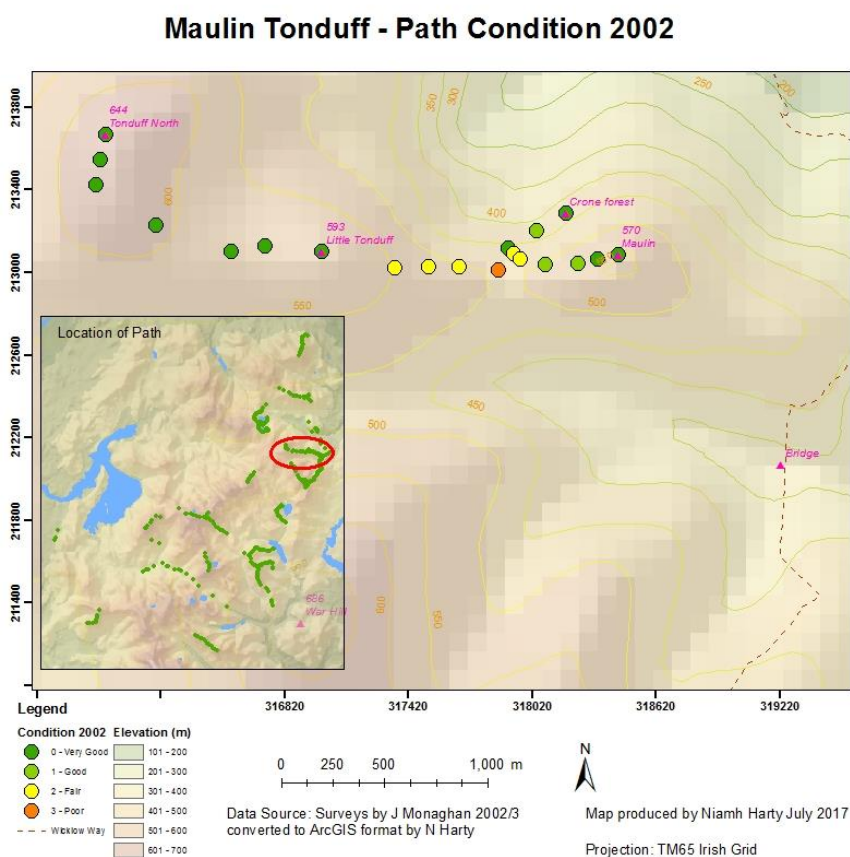 Maulin Tonduff - Path Condition 2002
213800
213400
213000
212600
212200
211800
211400
644
Tonduff North
600
350
300
250
200
400
Crone forest
593
Little Tonduff
570
Maulin
550
500
500
450
Bridge
600
550
686
War Hill
Location of Path
316820
317420
318020
318620
319220
Legend
Condition 2002
0 - Very Good
1 - Good
2 - Fair
3 - Poor
Wicklow Way
Elevation (m)
101 - 200
201 - 300
301 - 400
401 - 500
501 - 600
601 - 700
0 250 500 1,000 m
N
Data Source: Surveys by J Monaghan 2002/3
converted to ArcGIS format by N Harty
Map produced by Niamh Harty July 2017
Projection: TM65 Irish Grid